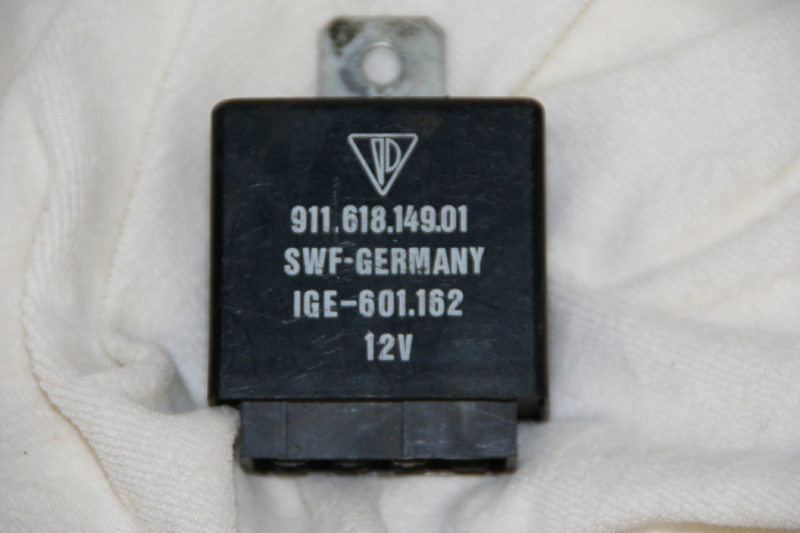 911.618.149.01
SWF-GERMANY
IGE-601.162
12V